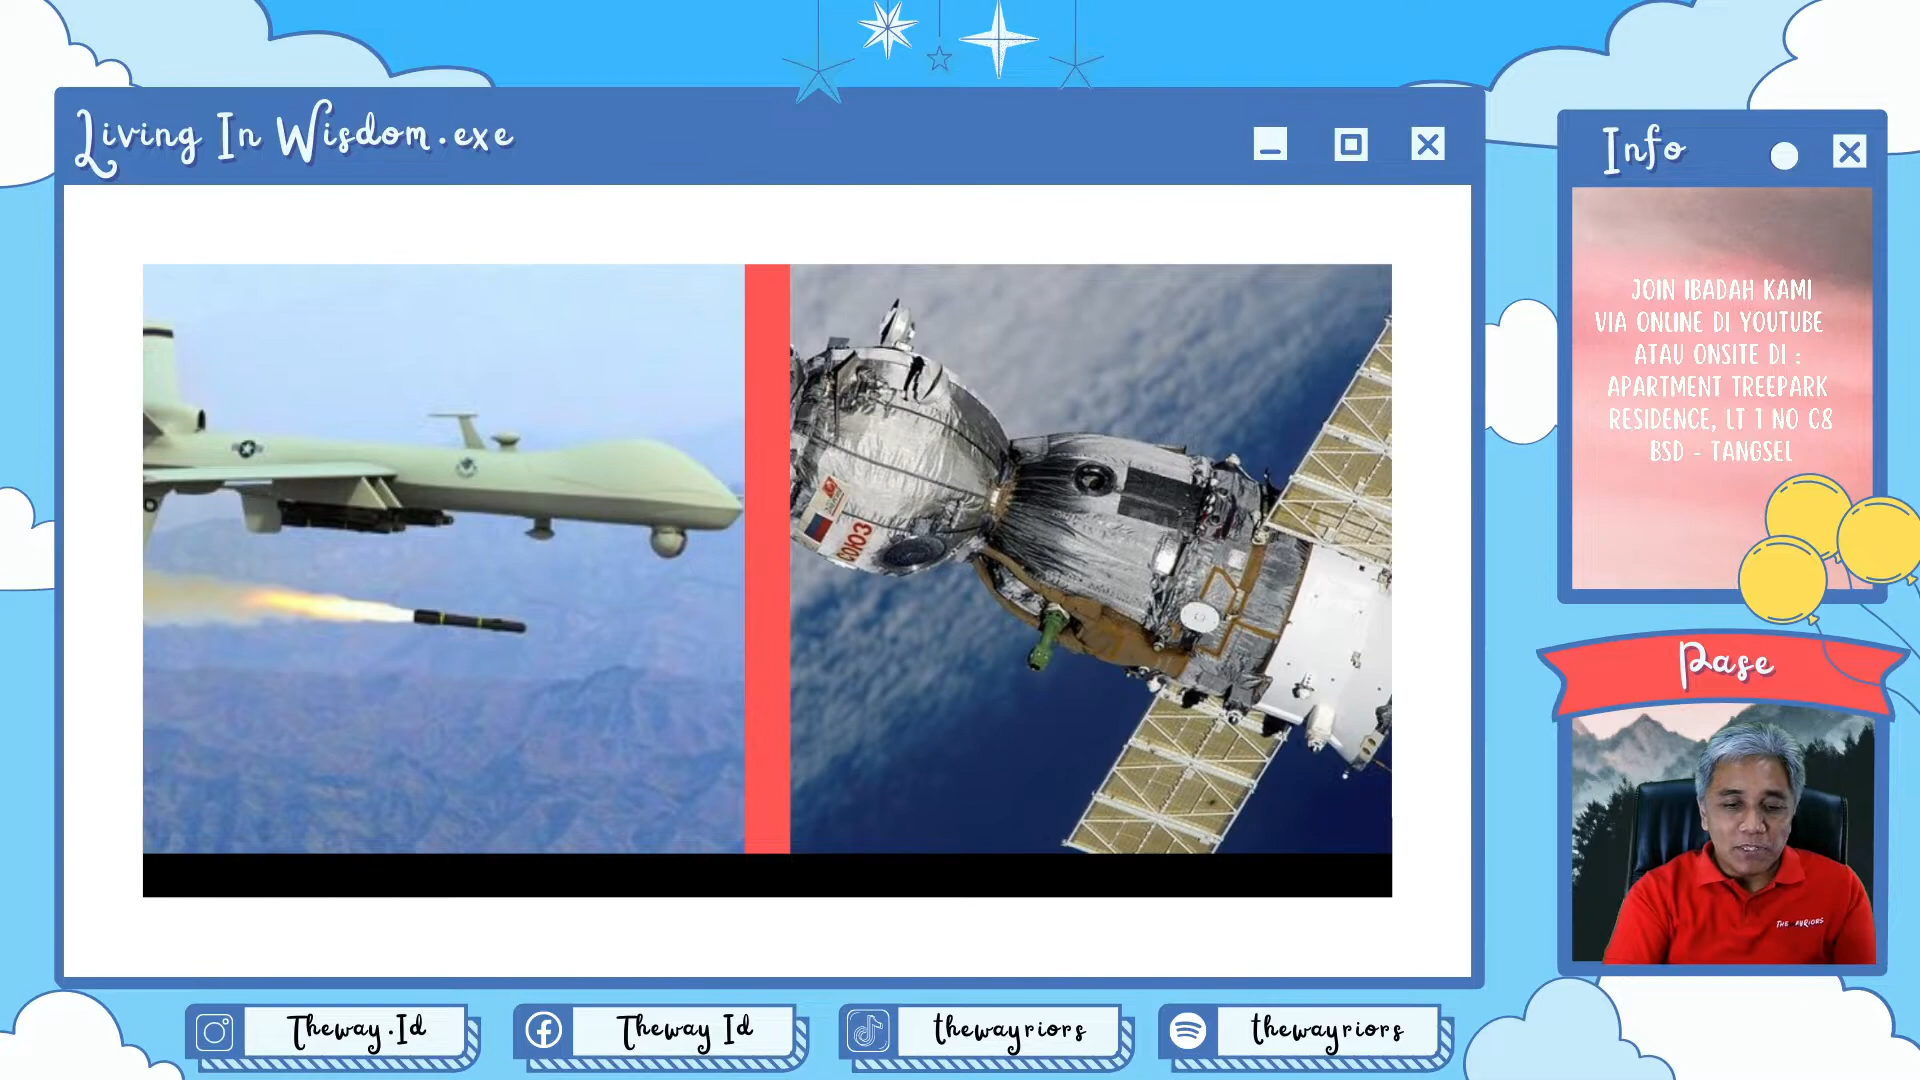 Living In Wisdom.exe
Info
JOIN IBADAH KAMI
VIA ONLINE DI YOUTUBE
ATAU ONSITE DI :
APARTMENT TREEPARK
RESIDENCE, LT 1 NO C8
BSD - TANGSEL
СОЮЗ
Pase
Theway.Id
Theway Id
thewayriors
thewayriors